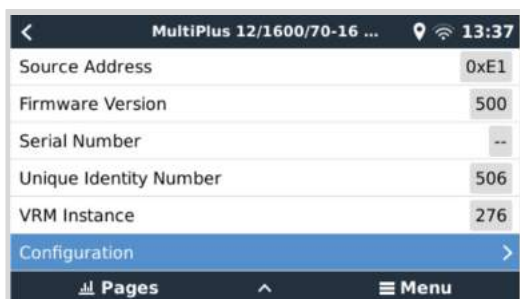 MultiPlus 12/1600/70-16 ... 13:37
Source Address 0xE1
Firmware Version 500
Serial Number --
Unique Identity Number 506
VRM Instance 276
Configuration
Pages Menu